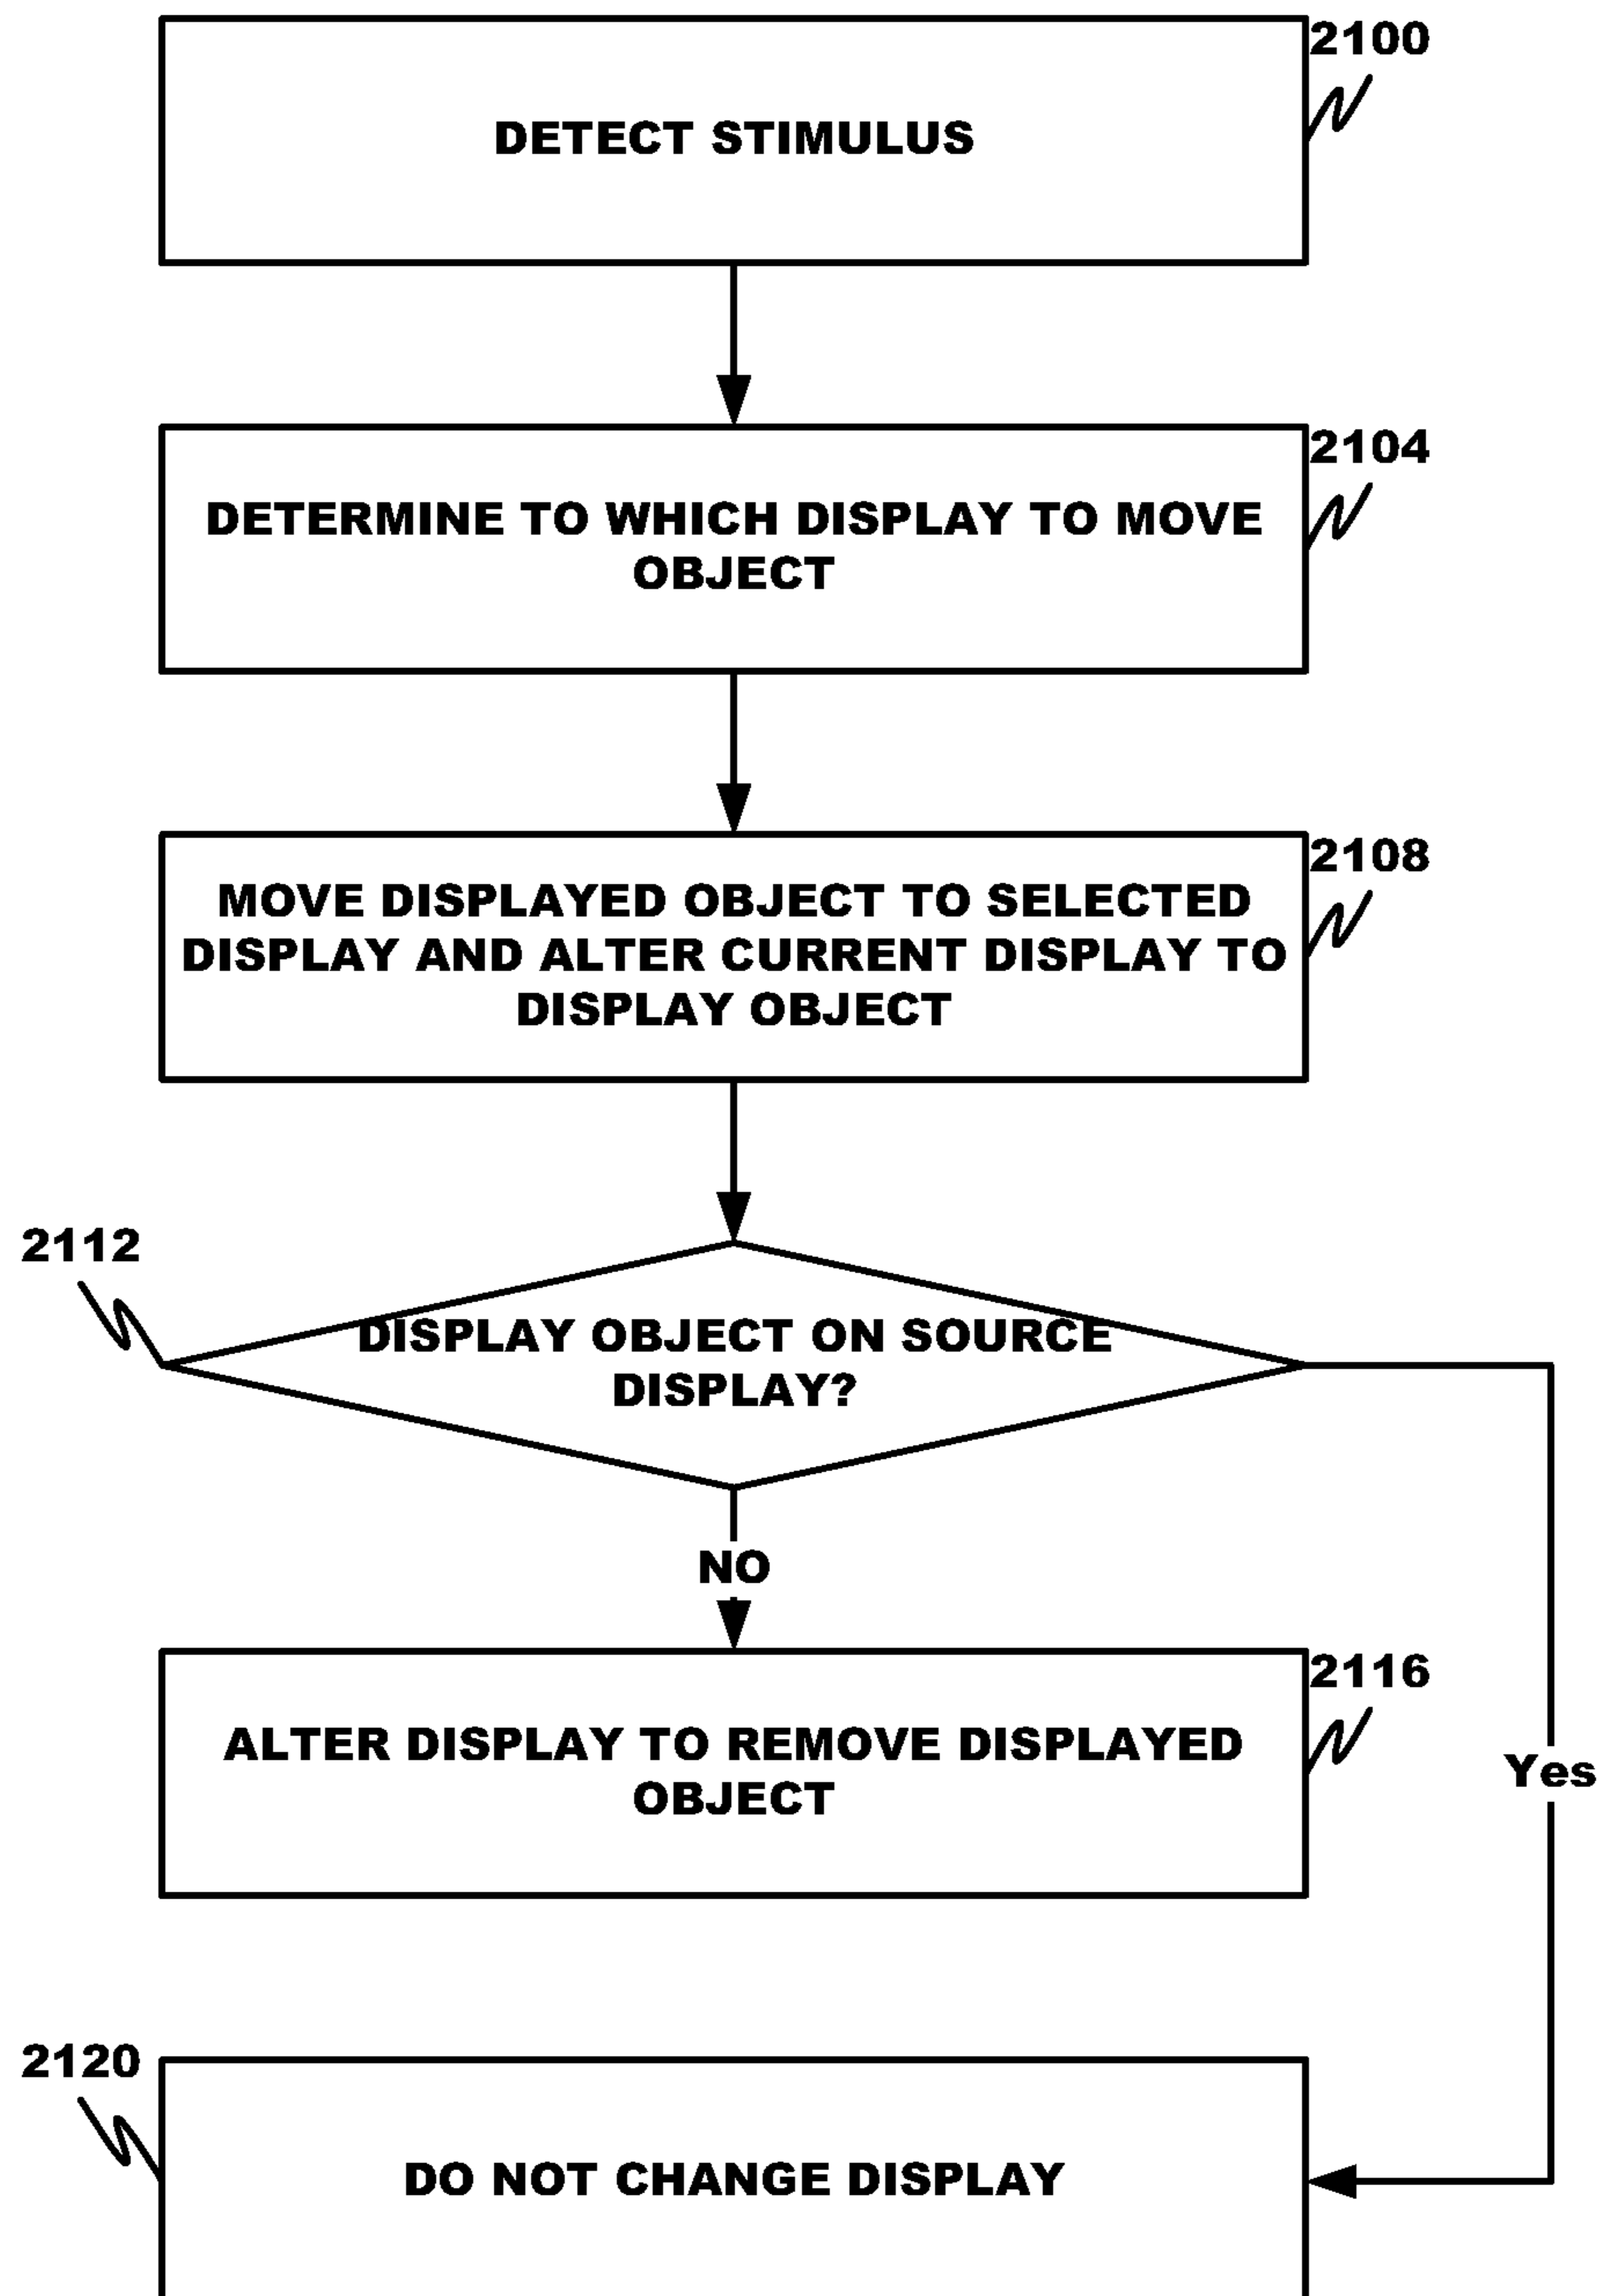 2100
DETECT STIMULUS
2104
DETERMINE TO WHICH DISPLAY TO MOVE
OBJECT
2108
MOVE DISPLAYED OBJECT TO SELECTED
DISPLAY AND ALTER CURRENT DISPLAY TO
DISPLAY OBJECT
2112
DISPLAY OBJECT ON SOURCE
DISPLAY?
NO
2116
ALTER DISPLAY TO REMOVE DISPLAYED
OBJECT
Yes
2120
DO NOT CHANGE DISPLAY